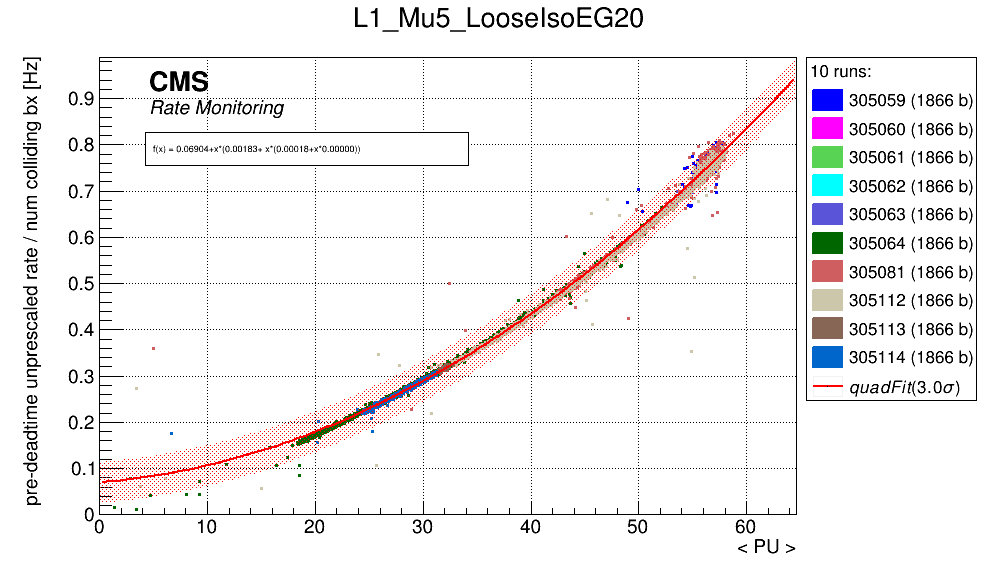 L1_Mu5_LooseIsoEG20
pre-deadtime unprescaled rate / num colliding bx [Hz]
CMS
Rate Monitoring
f(x) = 0.06904+x*(0.00183+ x*(0.00018+x*0.00000))
0.9
0.8
0.7
0.6
0.5
0.4
0.3
0.2
0.1
0
0 10 20 30 40 50 60
< PU >
10 runs:
305059 (1866 b)
305060 (1866 b)
305061 (1866 b)
305062 (1866 b)
305063 (1866 b)
305064 (1866 b)
305081 (1866 b)
305112 (1866 b)
305113 (1866 b)
305114 (1866 b)
quadFit(3.0σ)